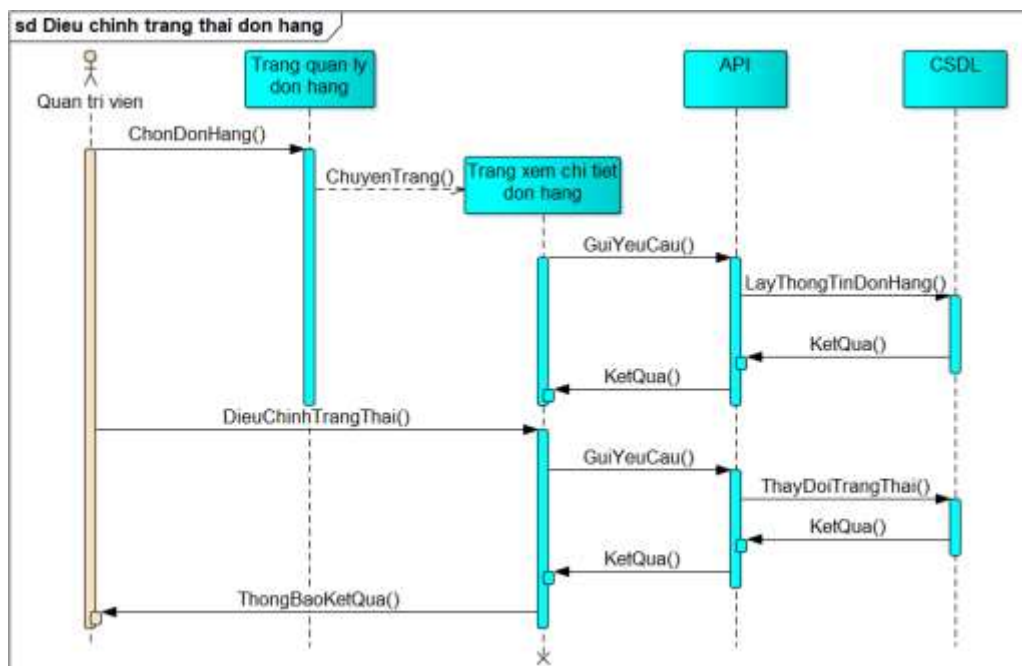 sd Dieu chinh trang thai don hang
Quan tri vien
Trang quan ly
don hang
API
CSDL
ChonDonHang()
ChuyenTrang()
Trang xem chi tiet
don hang
GuiYeuCau()
LayThongTinDonHang()
KetQua()
KetQua()
DieuChinhTrangThai()
GuiYeuCau()
ThayDoiTrangThai()
KetQua()
KetQua()
ThongBaoKetQua()